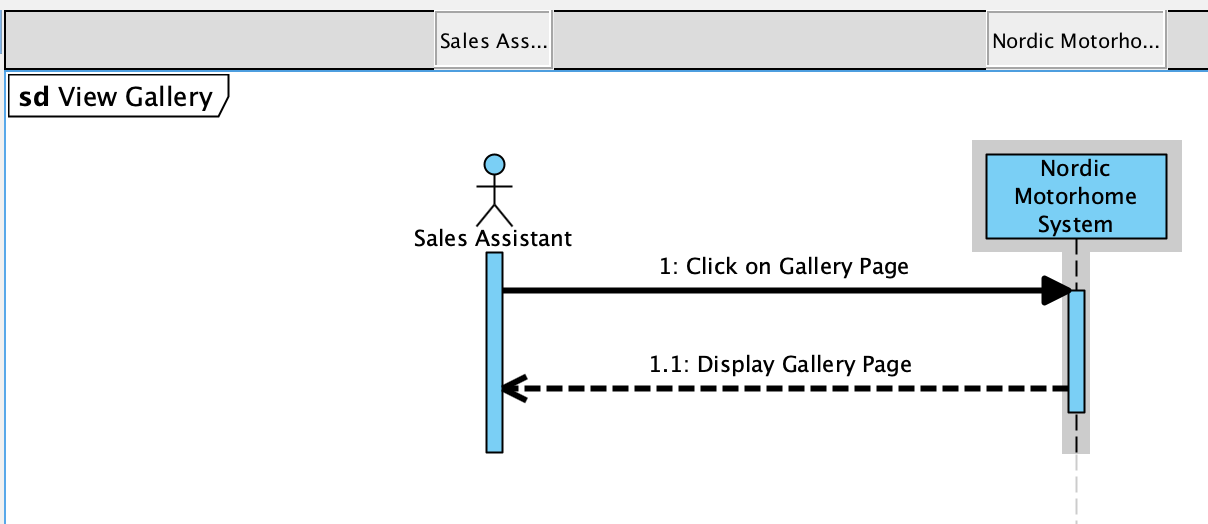 Sales Ass...
Nordic Motorho...
sd View Gallery
Sales Assistant
Nordic
Motorhome
System
1: Click on Gallery Page
1.1: Display Gallery Page